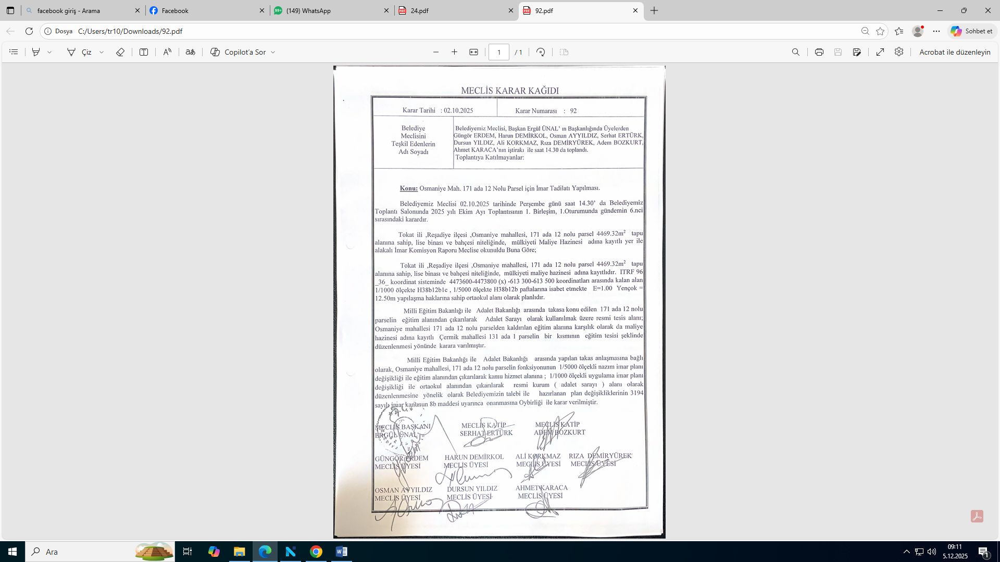 facebook giriş - Arama
Facebook
99+ (149) WhatsApp
24.pdf
92.pdf
Dosya C:/Users/tr10/Downloads/92.pdf
Sohbet et
Çiz
Copilot'a Sor
1 / 1
Acrobat ile düzenleyin
MECLİS KARAR KAĞIDI
Karar Tarihi : 02.10.2025 Karar Numarası : 92
Belediye
Meclisini
Teşkil Edenlerin
Adı Soyadı
Belediyemiz Meclisi, Başkan Ergül ÜNAL' ın Başkanlığında Üyelerden
Güngör ERDEM, Harun DEMİRKOL, Osman AYYILDIZ, Serhat ERTÜRK,
Dursun YILDIZ, Ali KORKMAZ, Rıza DEMİRYÜREK, Adem BOZKURT,
Ahmet KARACA'nın iştirakı ile saat 14.30 da toplandı.
Toplantıya Katılmayanlar:
Konu: Osmaniye Mah. 171 ada 12 Nolu Parsel için İmar Tadilatı Yapılması.
Belediyemiz Meclisi 02.10.2025 tarihinde Perşembe günü saat 14.30' da Belediyemiz
Toplantı Salonunda 2025 yılı Ekim Ayı Toplantısının 1. Birleşim, 1.Oturumunda gündemin 6.nci
sırasındaki karardır.
Tokat ili ,Reşadiye ilçesi ,Osmaniye mahallesi, 171 ada 12 nolu parsel 4469.32m² tapu
alanına sahip, lise binası ve bahçesi niteliğinde, mülkiyeti Maliye Hazinesi adına kayıtlı yer ile
alakalı İmar Komisyon Raporu Meclise okunuldu Buna Göre;
Tokat ili ,Reşadiye ilçesi ,Osmaniye mahallesi, 171 ada 12 nolu parsel 4469.32m² tapu
alanına sahip, lise binası ve bahçesi niteliğinde, mülkiyeti maliye hazinesi adına kayıtlıdır. ITRF 96
_36_ koordinat sisteminde 4473600-4473800 (x) -613 300-613 500 koordinatları arasında kalan alan
1/1000 ölçekte H38b12b1c , 1/5000 ölçekte H38b12b paftalarına isabet etmekte E=1.00 Yençok =
12.50m yapılaşma haklarına sahip ortaokul alanı olarak planlıdır.
Milli Eğitim Bakanlığı ile Adalet Bakanlığı arasında takasa konu edilen 171 ada 12 nolu
parselin eğitim alanından çıkarılarak Adalet Sarayı olarak kullanılmak üzere resmi tesis alanı;
Osmaniye mahallesi 171 ada 12 nolu parselden kaldırılan eğitim alanına karşılık olarak da maliye
hazinesi adına kayıtlı Çermik mahallesi 131 ada 1 parselin bir kısmının eğitim tesisi şeklinde
düzenlenmesi yönünde karara varılmıştır.
Milli Eğitim Bakanlığı ile Adalet Bakanlığı arasında yapılan takas anlaşmasına bağlı
olarak, Osmaniye mahallesi, 171 ada 12 nolu parselin fonksiyonunun 1/5000 ölçekli nazım imar planı
değişikliği ile eğitim alanından çıkarılarak kamu hizmet alanına ; 1/1000 ölçekli uygulama imar planı
değişikliği ile ortaokul alanından çıkarılarak resmi kurum ( adalet sarayı ) alanı olarak
düzenlenmesine yönelik olarak Belediyemizin talebi ile hazırlanan plan değişikliklerinin 3194
sayılı imar kanunun 8b maddesi uyarınca onanmasına Oybirliği ile karar verilmiştir.
MECLİS BAŞKANI MECLİS KATİP MECLİS KATİP
ERGÜL ÜNAL SERHAT ERTÜRK ADEM BOZKURT
GÜNGÖR ERDEM HARUN DEMİRKOL ALİ KORKMAZ RIZA DEMİRYÜREK
MECLİS ÜYESİ MECLİS ÜYESİ MECLİS ÜYESİ MECLİS ÜYESİ
OSMAN AYYILDIZ DURSUN YILDIZ AHMET KARACA
MECLİS ÜYESİ MECLİS ÜYESİ MECLİS ÜYESİ
Ara
09:11
5.12.2025
1